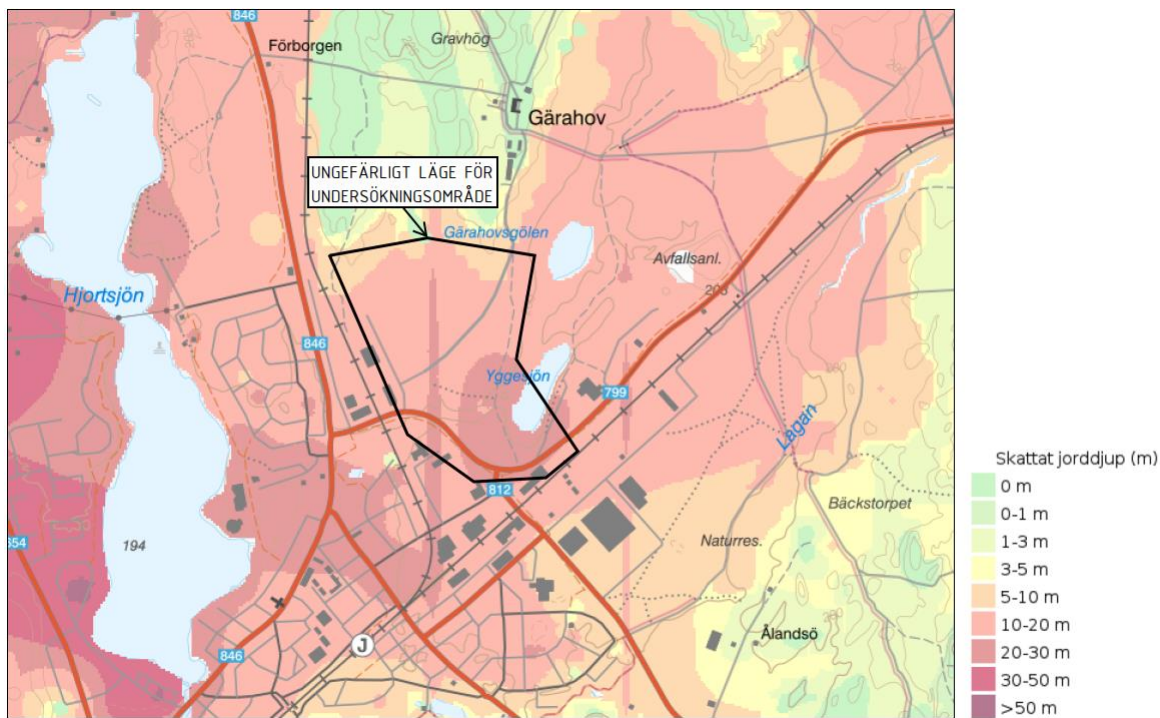 846
Förborgen
Gravhög
Gärahov
UNGEFÄRLIGT LÄGE FÖR
UNDERSÖKNINGSOMRÅDE
Gärahovsgölen
Avfallsanl.
203
Hjortsjön
846
Yggesjön
799
Lagan
812
Skattat jorddjup (m)
0 m
0-1 m
1-3 m
3-5 m
5-10 m
10-20 m
20-30 m
30-50 m
>50 m
Bäckstorpet
654
194
Naturres.
Ålandsö
J
846